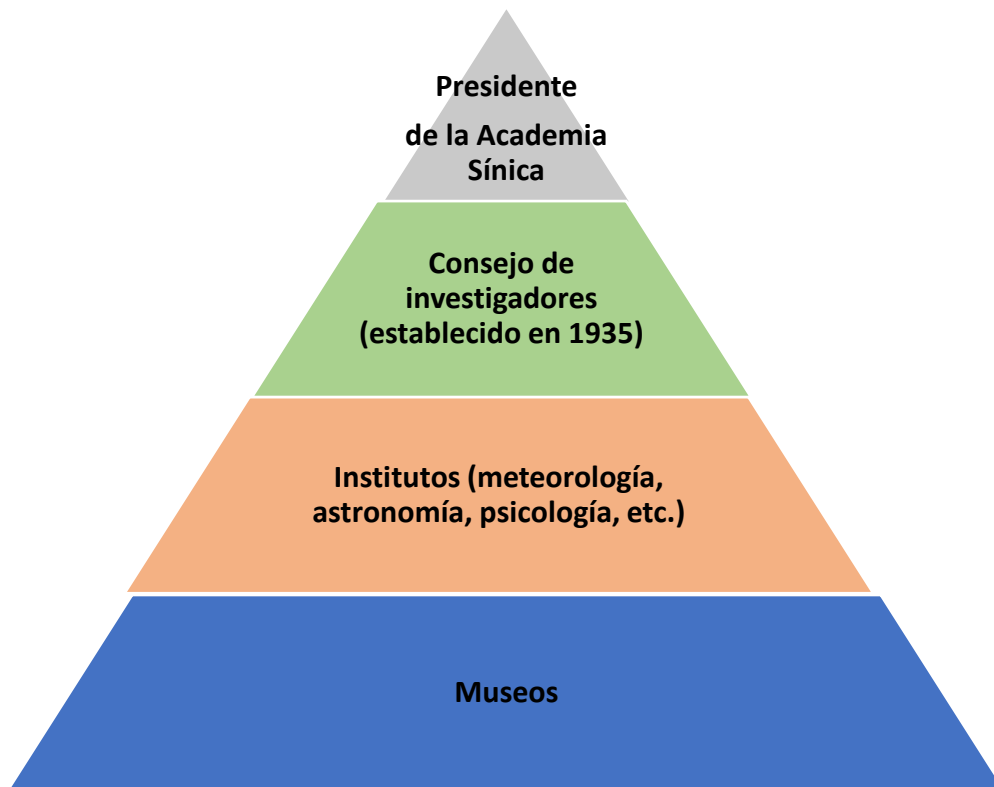 Presidente
de la Academia
Sínica
Consejo de
investigadores
(establecido en 1935)
Institutos (meteorología,
astronomía, psicología, etc.)
Museos